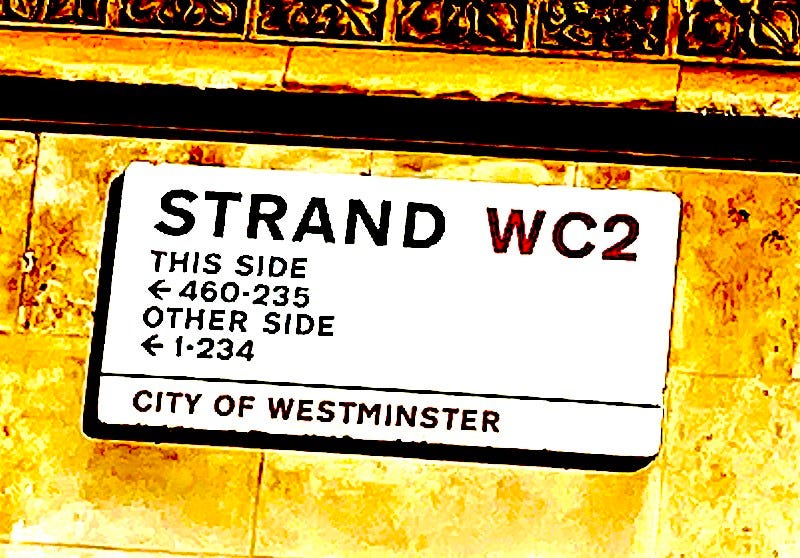 STRAND WC2
THIS SIDE
← 460-235
OTHER SIDE
← 1-234
CITY OF WESTMINSTER